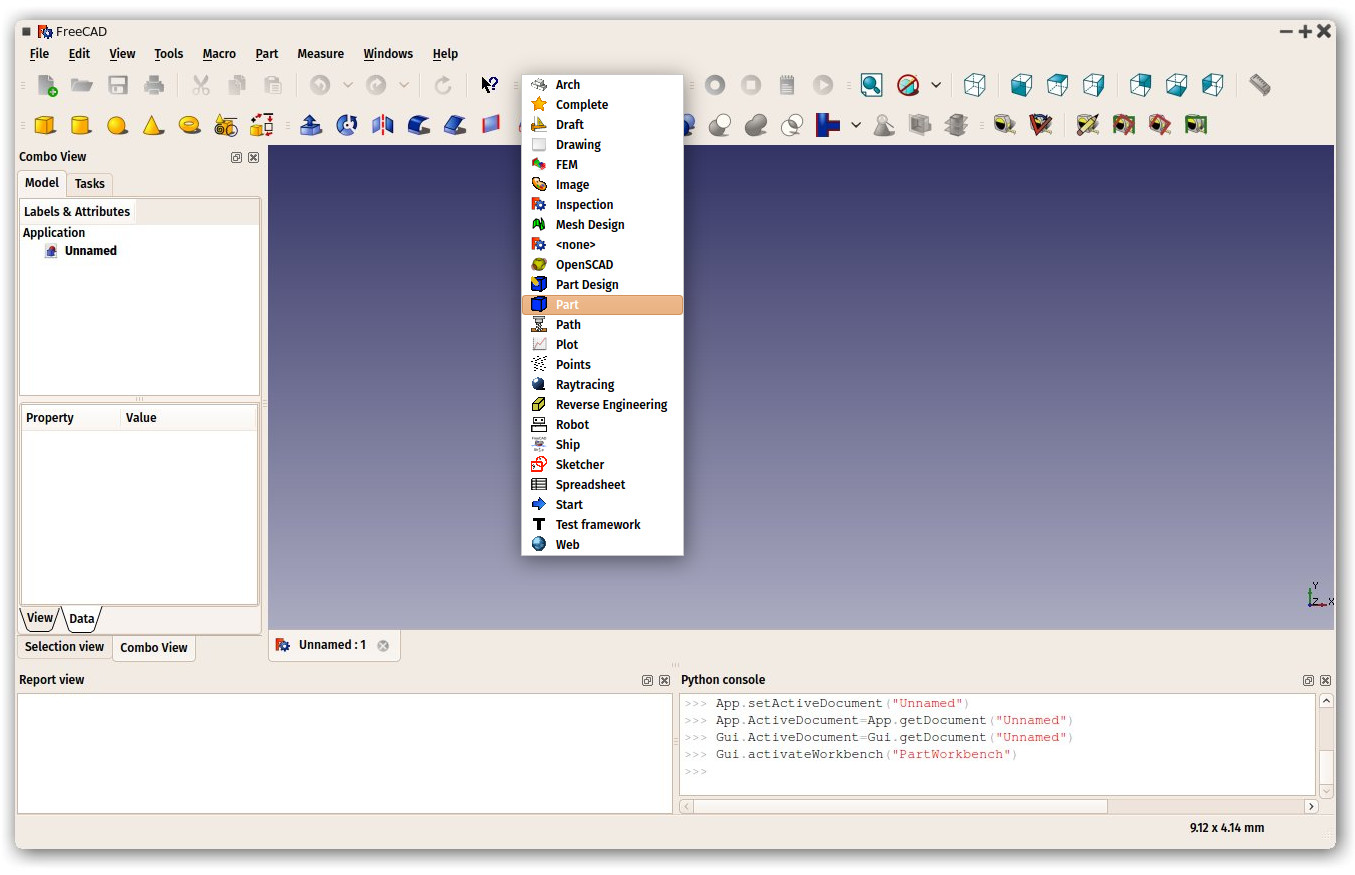 FreeCAD
File Edit View Tools Macro Part Measure Windows Help
Arch
Complete
Draft
Drawing
FEM
Image
Inspection
Mesh Design
<none>
OpenSCAD
Part Design
Part
Path
Plot
Points
Raytracing
Reverse Engineering
Robot
Ship
Sketcher
Spreadsheet
Start
Test framework
Web
Combo View
Model Tasks
Labels & Attributes
Application
Unnamed
Property Value
View Data
Selection view Combo View
Y
Z X
Unnamed : 1
Report view
Python console
>>> App.setActiveDocument("Unnamed")
>>> App.ActiveDocument=App.getDocument("Unnamed")
>>> Gui.ActiveDocument=Gui.getDocument("Unnamed")
>>> Gui.activateWorkbench("PartWorkbench")
>>>
9.12 x 4.14 mm